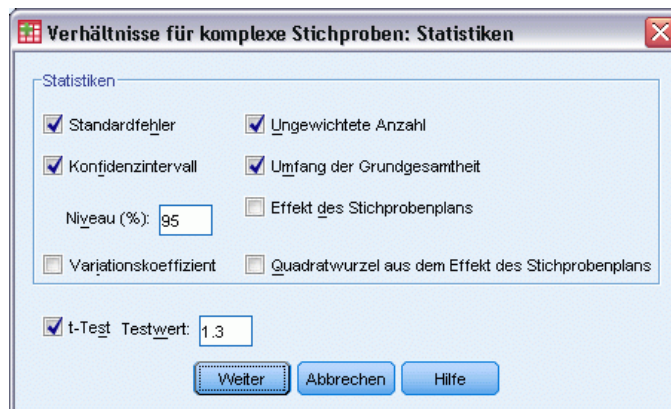 Verhältnisse für komplexe Stichproben: Statistiken
Statistiken
Standardfehler
Ungewichtete Anzahl
Konfidenzintervall
Umfang der Grundgesamtheit
Niveau (%): 95
Effekt des Stichprobenplans
Variationskoeffizient
Quadratwurzel aus dem Effekt des Stichprobenplans
t-Test Testwert: 1.3
Weiter
Abbrechen
Hilfe